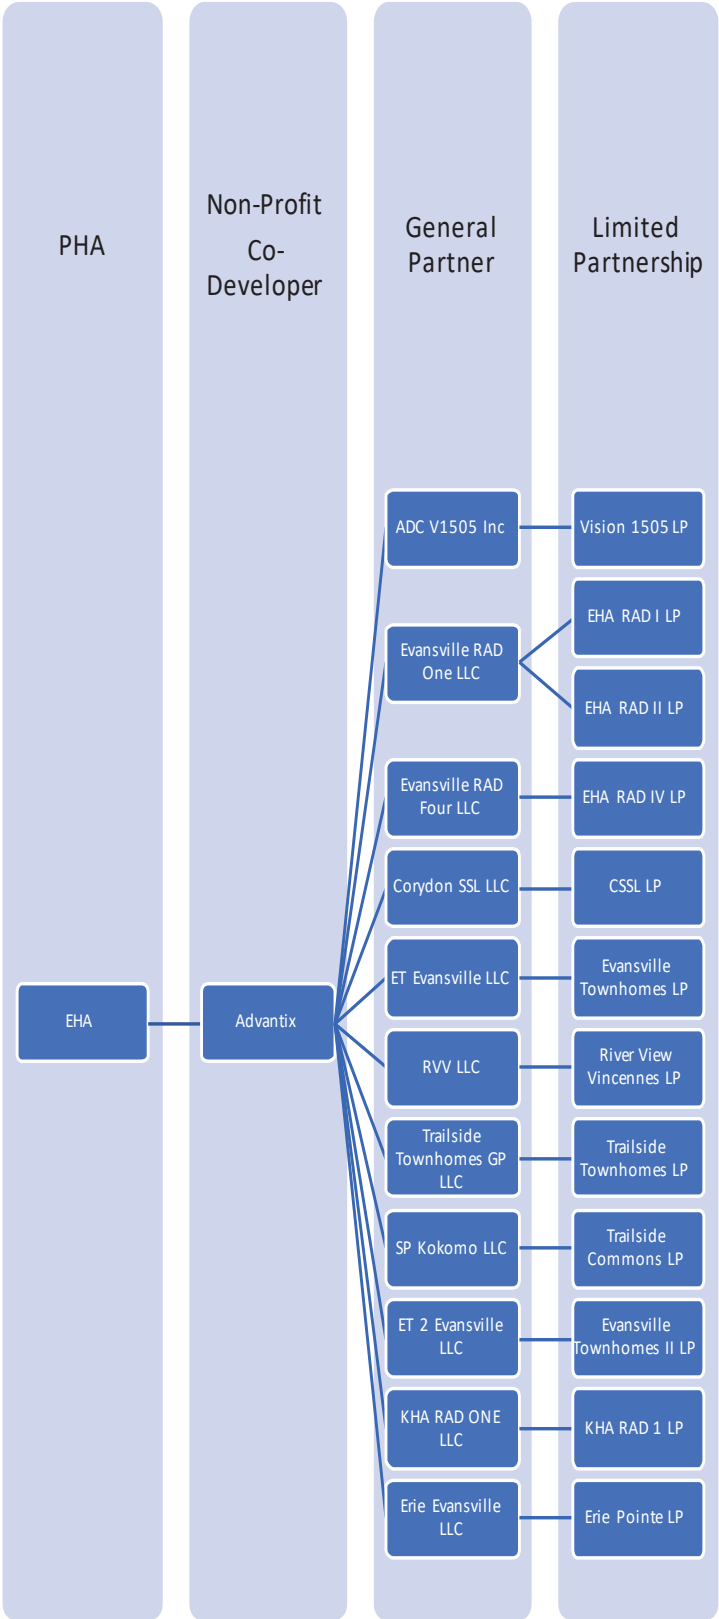 PHA
Non-Profit
Co-
Developer
General
Partner
Limited
Partnership
EHA
Advantix
ADC V1505 Inc
Vision 1505 LP
Evansville RAD
One LLC
EHA RAD I LP
EHA RAD II LP
Evansville RAD
Four LLC
EHA RAD IV LP
Corydon SSL LLC
CSSL LP
ET Evansville LLC
Evansville
Townhomes LP
RVV LLC
River View
Vincennes LP
Trailside
Townhomes GP
LLC
Trailside
Townhomes LP
SP Kokomo LLC
Trailside
Commons LP
ET 2 Evansville
LLC
Evansville
Townhomes II LP
KHA RAD ONE
LLC
KHA RAD 1 LP
Erie Evansville
LLC
Erie Pointe LP